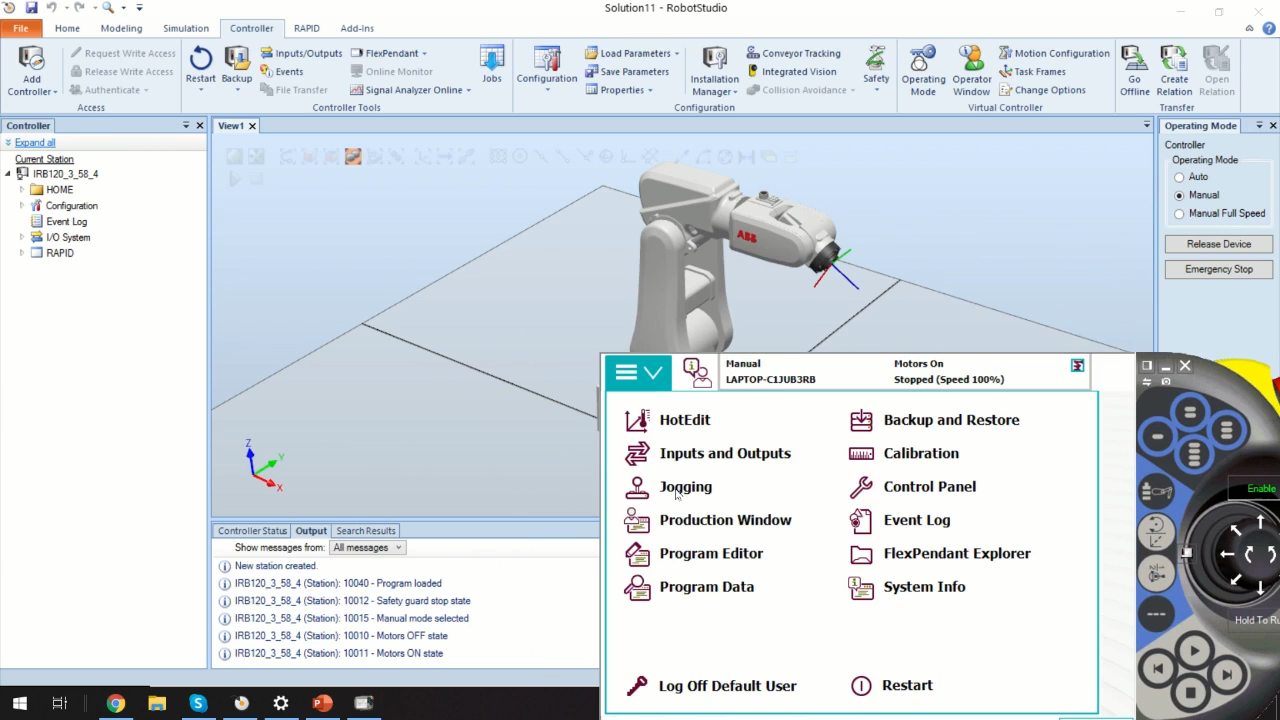 Solution11 - RobotStudio
File Home Modeling Simulation Controller RAPID Add-Ins
Add Controller
Request Write Access
Release Write Access
Authenticate
Access
Restart
Backup
Inputs/Outputs
Events
File Transfer
FlexPendant
Online Monitor
Signal Analyzer Online
Jobs
Controller Tools
Configuration
Load Parameters
Save Parameters
Properties
Installation Manager
Conveyor Tracking
Integrated Vision
Collision Avoidance
Safety
Configuration
Operating Mode
Operator Window
Motion Configuration
Task Frames
Change Options
Virtual Controller
Go Offline
Create Relation
Open Relation
Transfer
Controller
Expand all
Current Station
IRB120_3_58_4
HOME
Configuration
Event Log
I/O System
RAPID
View1
ABB
Z
Y
X
Operating Mode
Controller
Operating Mode
Auto
Manual
Manual Full Speed
Release Device
Emergency Stop
Controller Status Output Search Results
Show messages from: All messages
New station created.
IRB120_3_58_4 (Station): 10040 - Program loaded
IRB120_3_58_4 (Station): 10012 - Safety guard stop state
IRB120_3_58_4 (Station): 10015 - Manual mode selected
IRB120_3_58_4 (Station): 10010 - Motors OFF state
IRB120_3_58_4 (Station): 10011 - Motors ON state
Manual
LAPTOP-C1JUB3RB
Motors On
Stopped (Speed 100%)
HotEdit
Inputs and Outputs
Jogging
Production Window
Program Editor
Program Data
Backup and Restore
Calibration
Control Panel
Event Log
FlexPendant Explorer
System Info
Log Off Default User
Restart
Enable
Hold To Ru